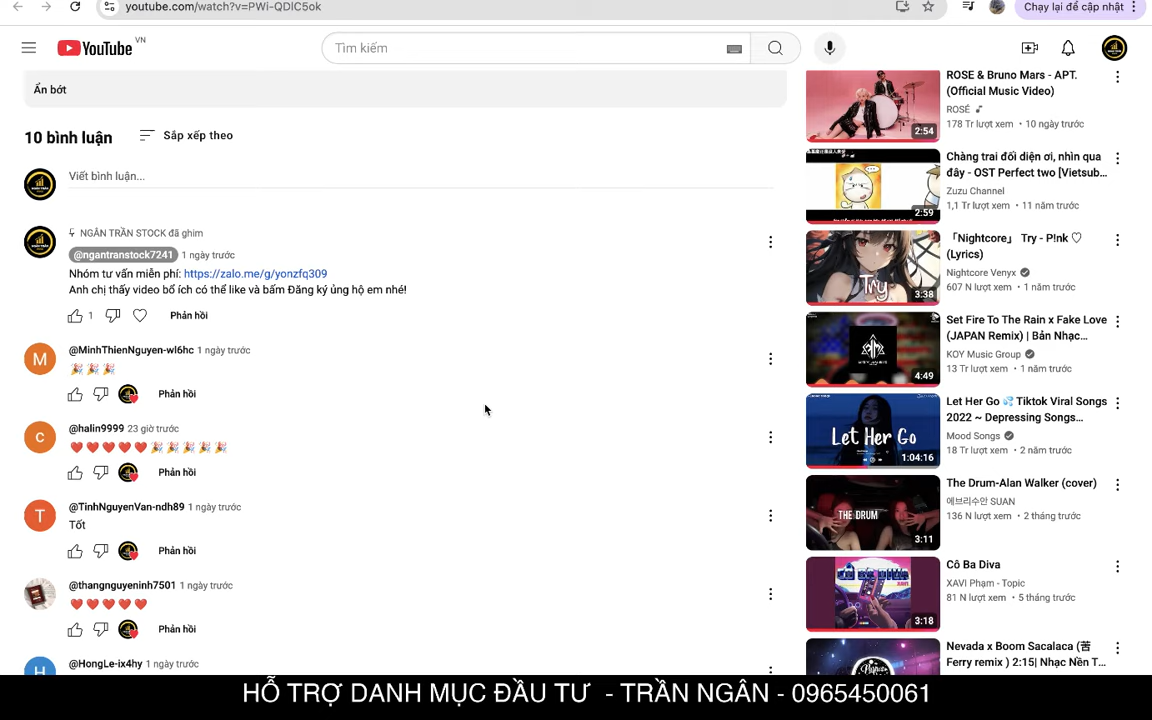 youtube.com/watch?v=PWi-QDlC5ok
Chạy lại để cập nhật
YouTube VN
Tìm kiếm
Ẩn bớt
10 bình luận
Sắp xếp theo
Viết bình luận...
NGÂN TRẦN STOCK đã ghim
@ngantranstock7241 1 ngày trước
Nhóm tư vấn miễn phí: https://zalo.me/g/yonzfq309
Anh chị thấy video bổ ích có thể like và bấm Đăng ký ủng hộ em nhé!
1
Phản hồi
M
@MinhThienNguyen-wl6hc 1 ngày trước
🎉 🎉 🎉
Phản hồi
C
@halin9999 23 giờ trước
❤️ ❤️ ❤️ ❤️ ❤️ 🎉 🎉 🎉 🎉 🎉
Phản hồi
T
@TinhNguyenVan-ndh89 1 ngày trước
Tốt
Phản hồi
@thangnguyeninh7501 1 ngày trước
❤️ ❤️ ❤️ ❤️ ❤️
Phản hồi
H
@HongLe-ix4hy 1 ngày trước
ROSÉ & Bruno Mars - APT.
(Official Music Video)
ROSÉ
178 Tr lượt xem • 10 ngày trước
2:54
Chàng trai đối diện ơi, nhìn qua
đây - OST Perfect two [Vietsub...
Zuzu Channel
1,1 Tr lượt xem • 11 năm trước
2:59
「Nightcore」 Try - P!nk ♡
(Lyrics)
Nightcore Venyx
607 N lượt xem • 1 năm trước
Try
3:38
Set Fire To The Rain x Fake Love
(JAPAN Remix) | Bản Nhạc...
KOY Music Group
13 Tr lượt xem • 1 năm trước
4:49
Let Her Go 💦 Tiktok Viral Songs
2022 ~ Depressing Songs...
Mood Songs
18 Tr lượt xem • 2 năm trước
Let Her Go
1:04:16
The Drum-Alan Walker (cover)
에브리수안 SUAN
136 N lượt xem • 2 tháng trước
THE DRUM
3:11
Cô Ba Diva
XAVI Phạm - Topic
81 N lượt xem • 5 tháng trước
3:18
Nevada x Boom Sacalaca (苦
Ferry remix ) 2:15| Nhạc Nền T...
HỖ TRỢ DANH MỤC ĐẦU TƯ - TRẦN NGÂN - 0965450061